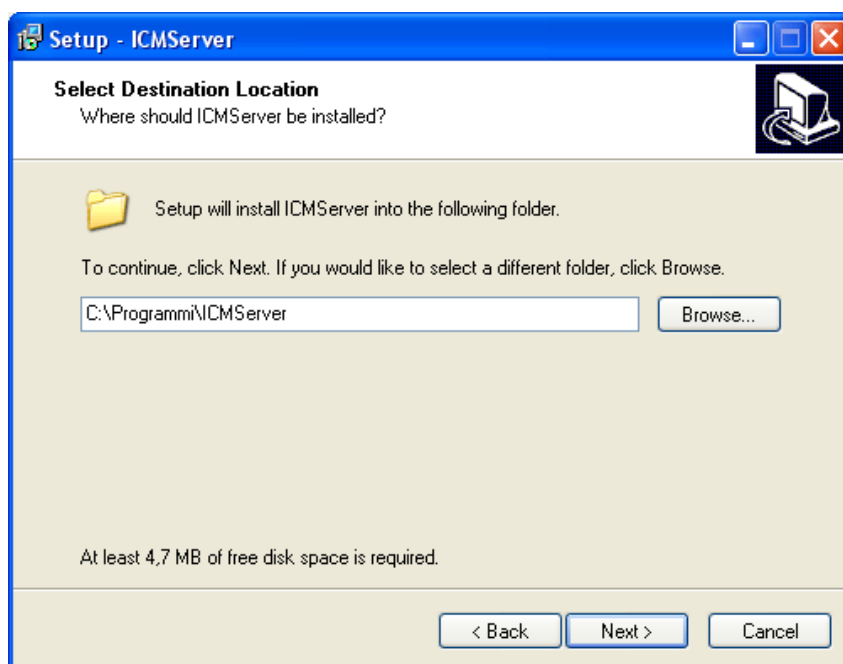 Setup - ICMServer
Select Destination Location
Where should ICMServer be installed?
Setup will install ICMServer into the following folder.
To continue, click Next. If you would like to select a different folder, click Browse.
C:\Programmi\ICMServer
Browse...
At least 4,7 MB of free disk space is required.
< Back
Next >
Cancel